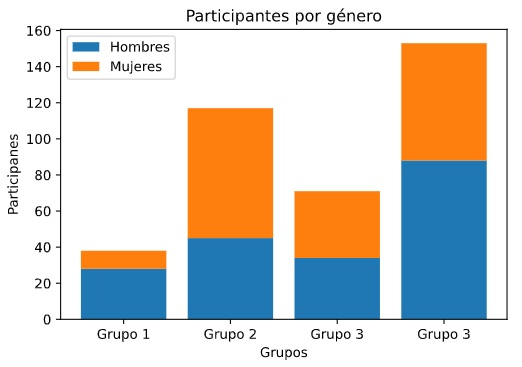 Participantes por género
Hombres
Mujeres
160
140
120
100
80
60
40
20
0
Participanes
Grupo 1 Grupo 2 Grupo 3 Grupo 3
Grupos